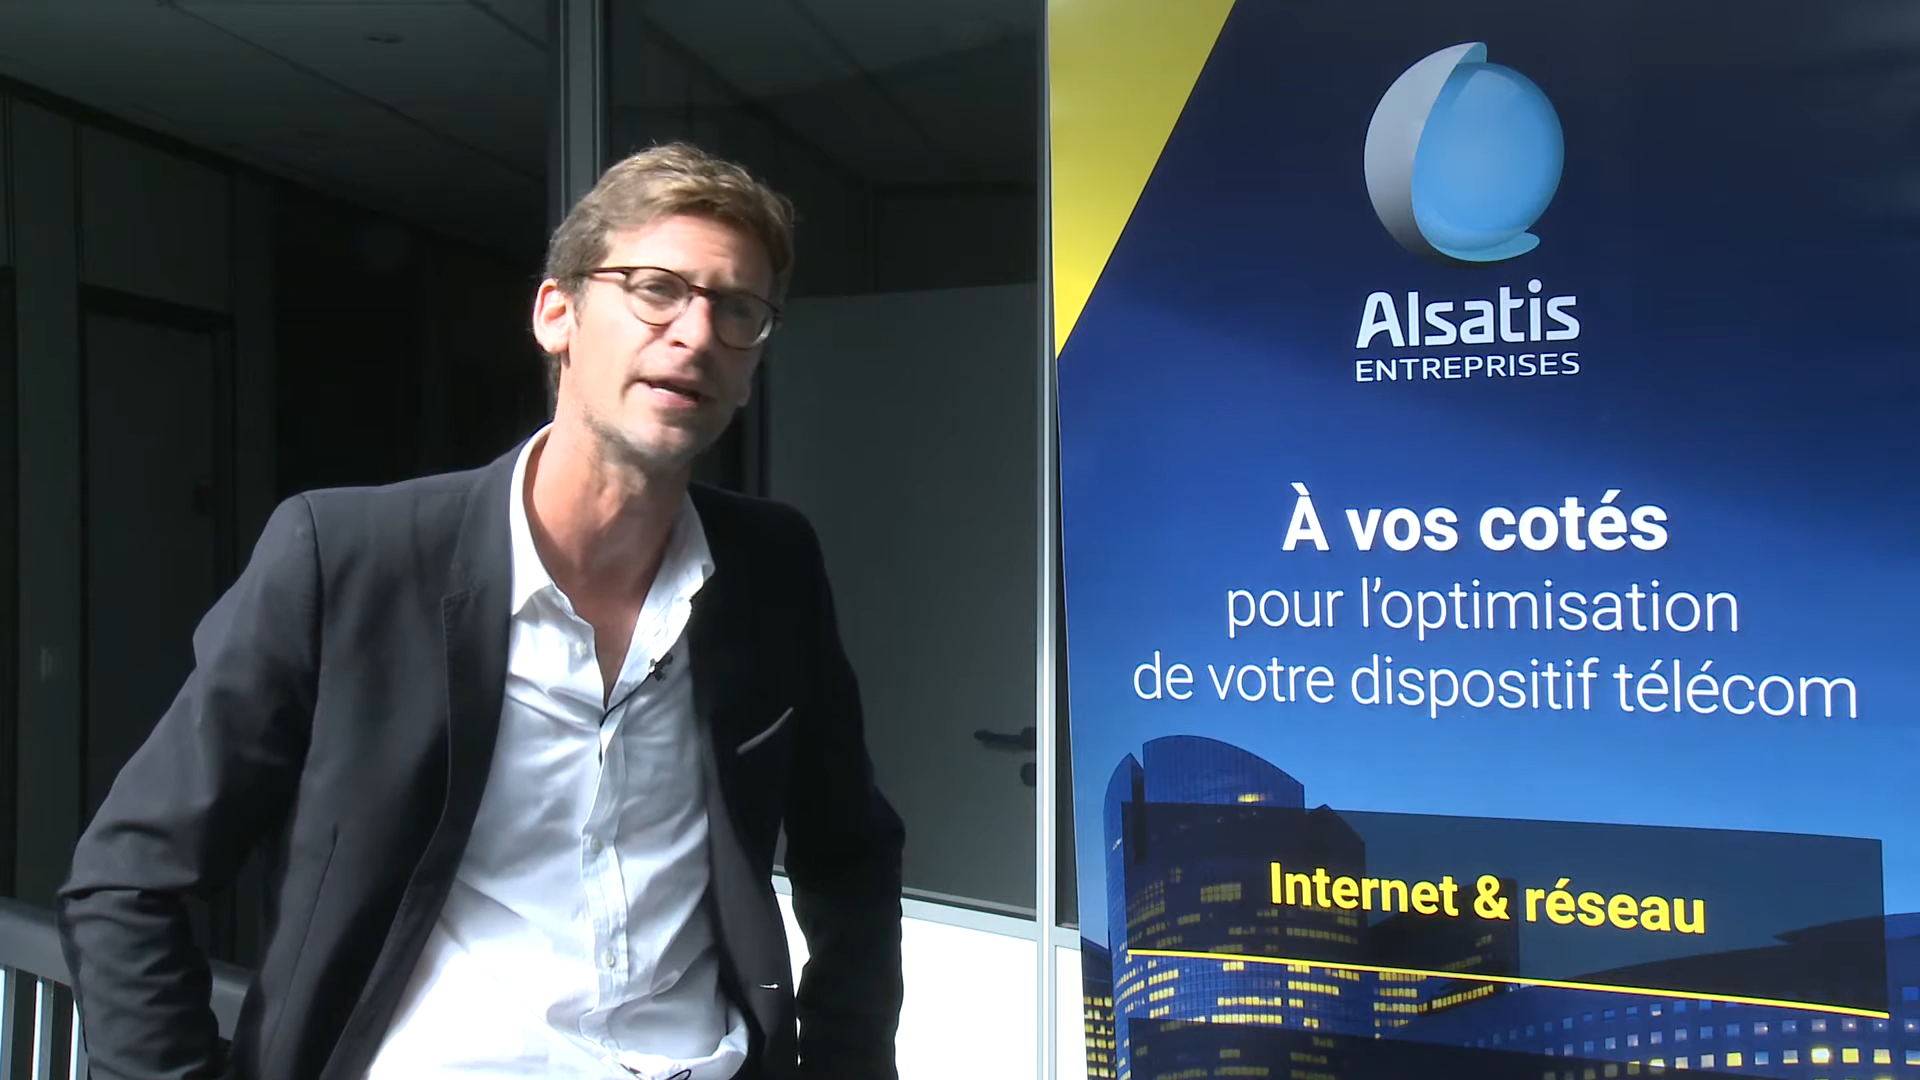 Alsatis
ENTREPRISES
À vos cotés
pour l'optimisation
de votre dispositif télécom
Internet & réseau